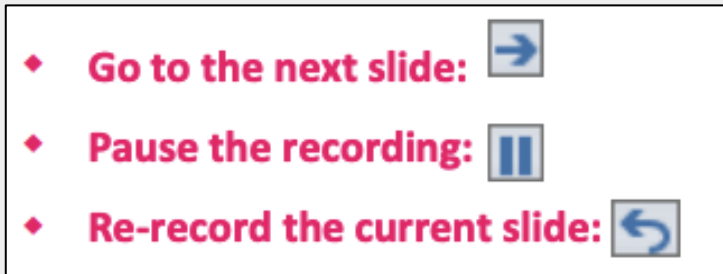 Go to the next slide:
Pause the recording:
Re-record the current slide: